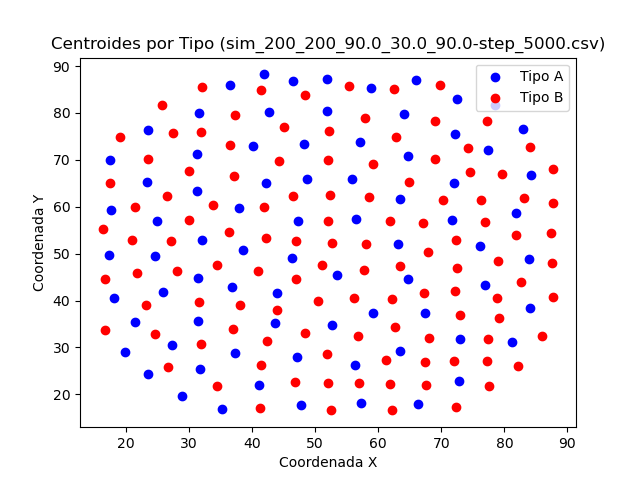 Centroides por Tipo (sim_200_200_90.0_30.0_90.0-step_5000.csv)
Tipo A
Tipo B
90
80
70
60
50
40
30
20
Coordenada Y
20 30 40 50 60 70 80 90
Coordenada X